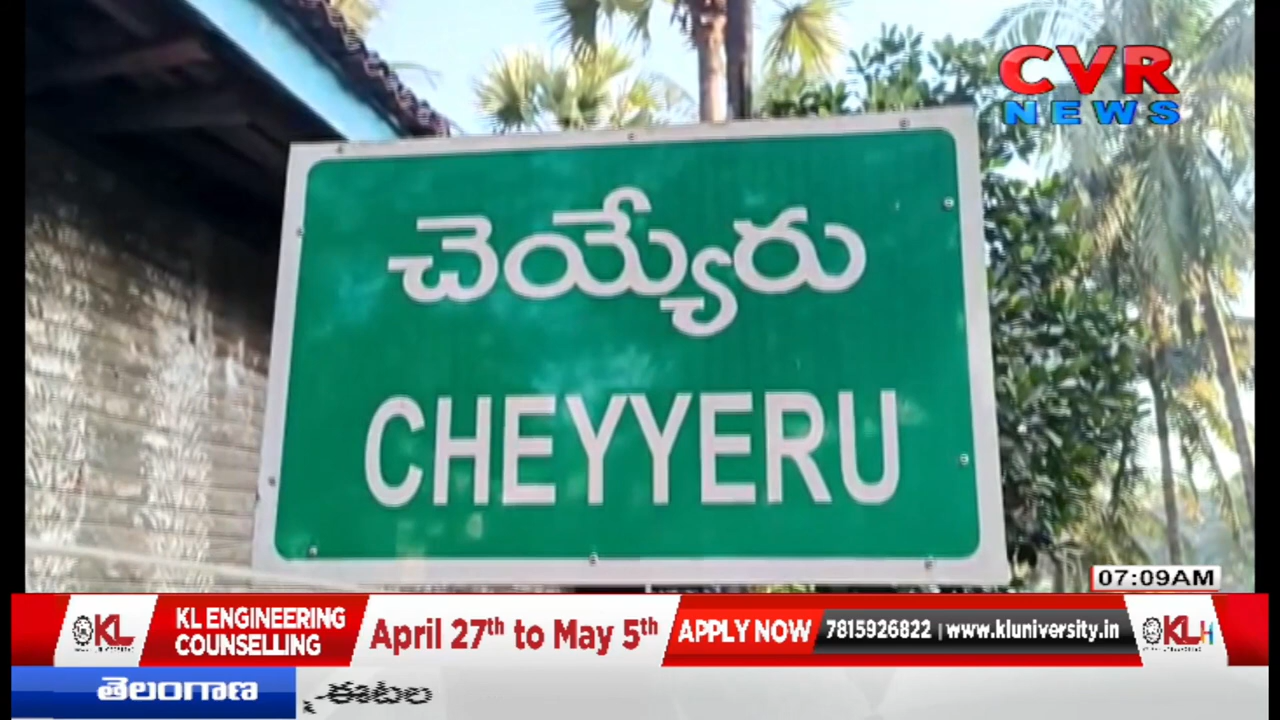 CVR
NEWS
చెయ్యేరు
CHEYYERU
07:09AM
KL
KL ENGINEERING
COUNSELLING
April 27th to May 5th
APPLY NOW
7815926822 | www.kluniversity.in
KLH
తెలంగాణ
ఈటల